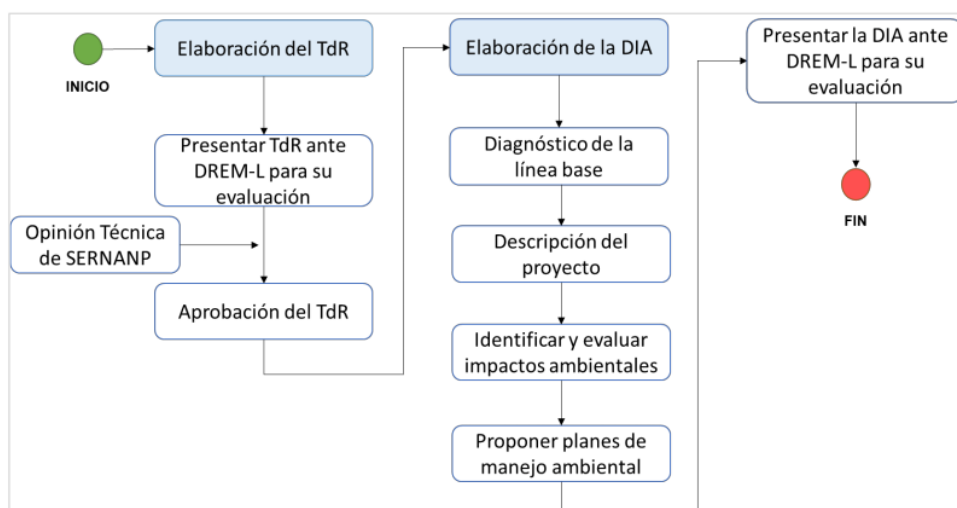 INICIO
Elaboración del TdR
Presentar TdR ante
DREM-L para su
evaluación
Opinión Técnica
de SERNANP
Aprobación del TdR
Elaboración de la DIA
Diagnóstico de la
línea base
Descripción del
proyecto
Identificar y evaluar
impactos ambientales
Proponer planes de
manejo ambiental
Presentar la DIA ante
DREM-L para su
evaluación
FIN